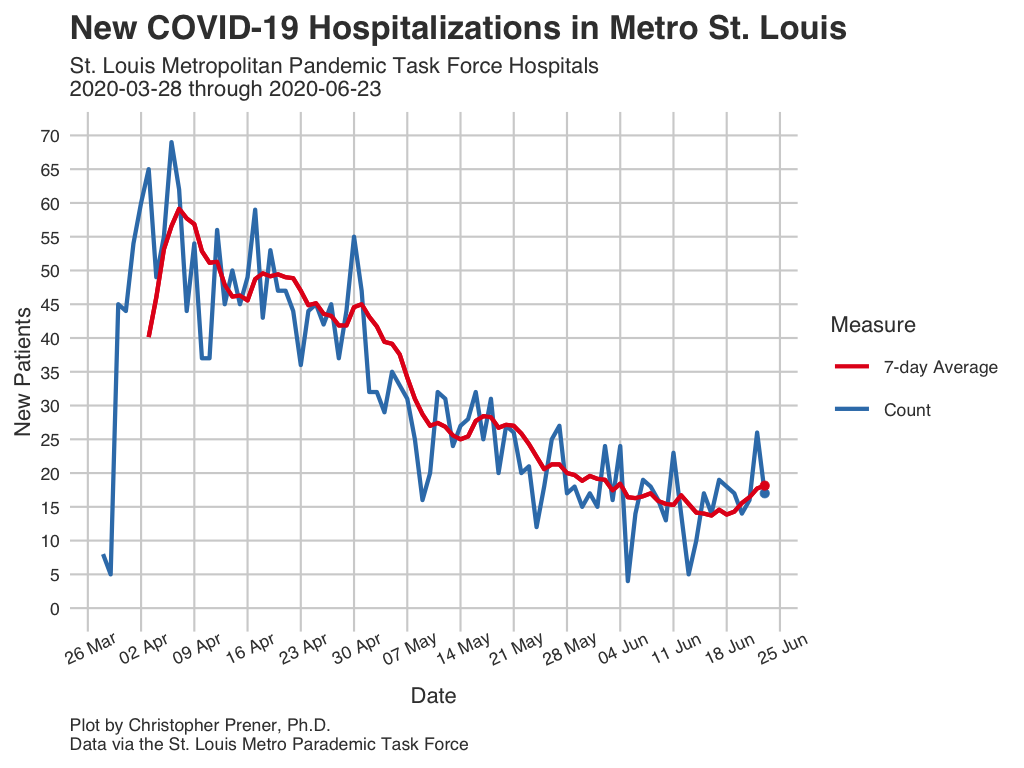 New COVID-19 Hospitalizations in Metro St. Louis
St. Louis Metropolitan Pandemic Task Force Hospitals
2020-03-28 through 2020-06-23
70
65
60
55
50
45
40
35
30
25
20
15
10
5
0
New Patients
26 Mar
02 Apr
09 Apr
16 Apr
23 Apr
30 Apr
07 May
14 May
21 May
28 May
04 Jun
11 Jun
18 Jun
25 Jun
Date
Measure
7-day Average
Count
Plot by Christopher Prener, Ph.D.
Data via the St. Louis Metro Parademic Task Force